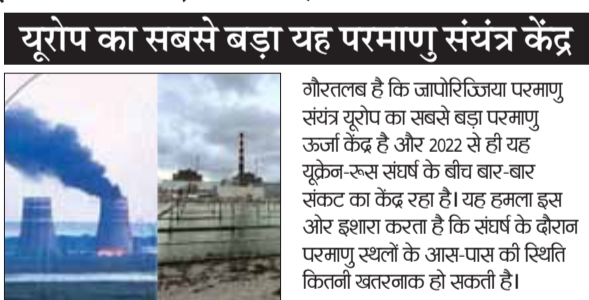 यूरोप का सबसे बड़ा यह परमाणु संयंत्र केंद्र
गौरतलब है कि जापोरिज्जिया परमाणु
संयंत्र यूरोप का सबसे बड़ा परमाणु
ऊर्जा केंद्र है और 2022 से ही यह
यूक्रेन-रूस संघर्ष के बीच बार-बार
संकट का केंद्र रहा है। यह हमला इस
ओर इशारा करता है कि संघर्ष के दौरान
परमाणु स्थलों के आस-पास की स्थिति
कितनी खतरनाक हो सकती है।